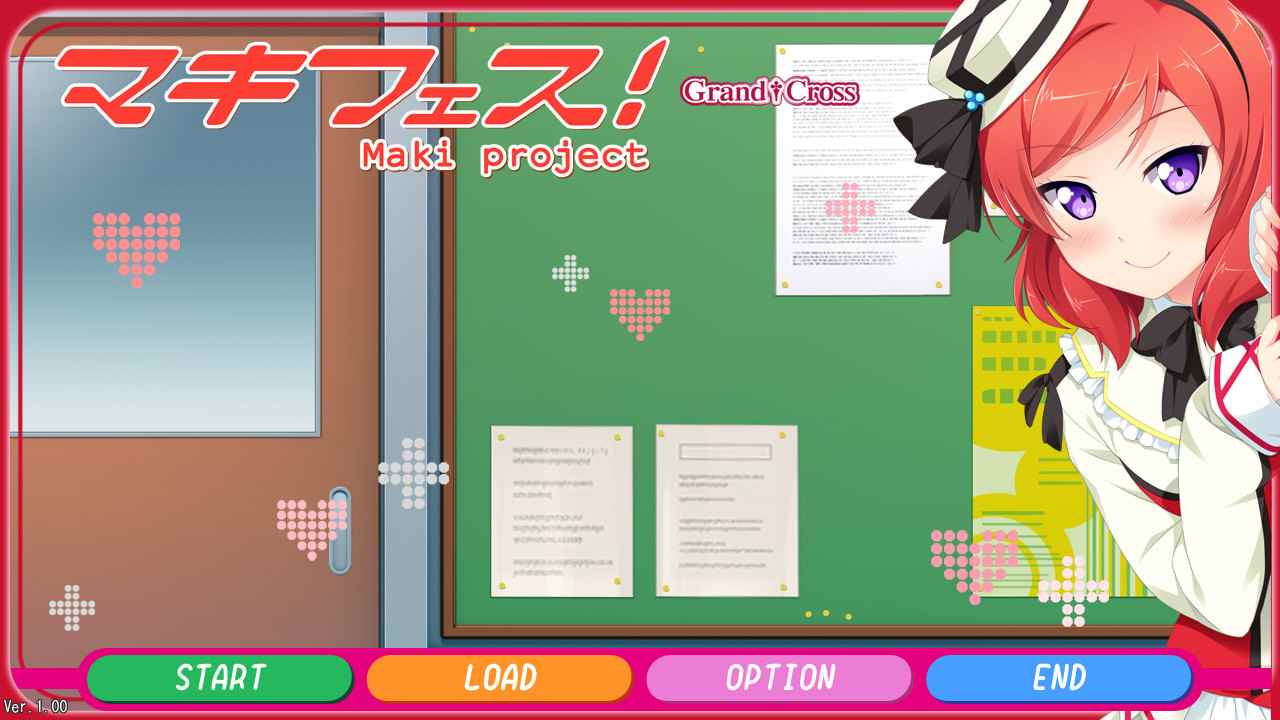 マキフェス!
Grand†Cross
Maki project
START
LOAD
OPTION
END
Ver.1.00